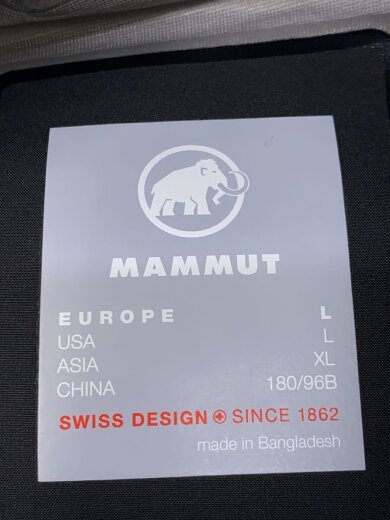 MAMMUT
EUROPE L
USA L
ASIA XL
CHINA 180/96B
SWISS DESIGN SINCE 1862
made in Bangladesh